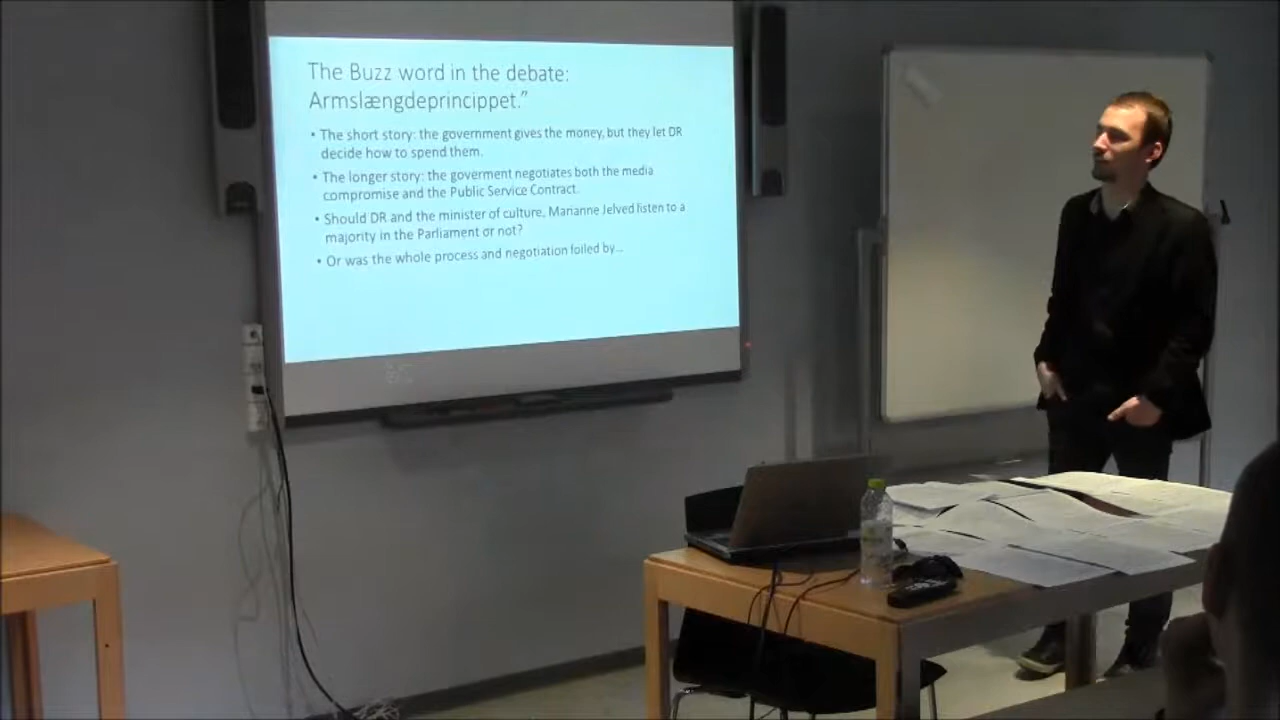 The Buzz word in the debate:
Armslængdeprincippet."
• The short story: the government gives the money, but they let DR
decide how to spend them.
• The longer story: the goverment negotiates both the media
compromise and the Public Service Contract.
• Should DR and the minister of culture, Marianne Jelved listen to a
majority in the Parliament or not?
• Or was the whole process and negotiation foiled by...